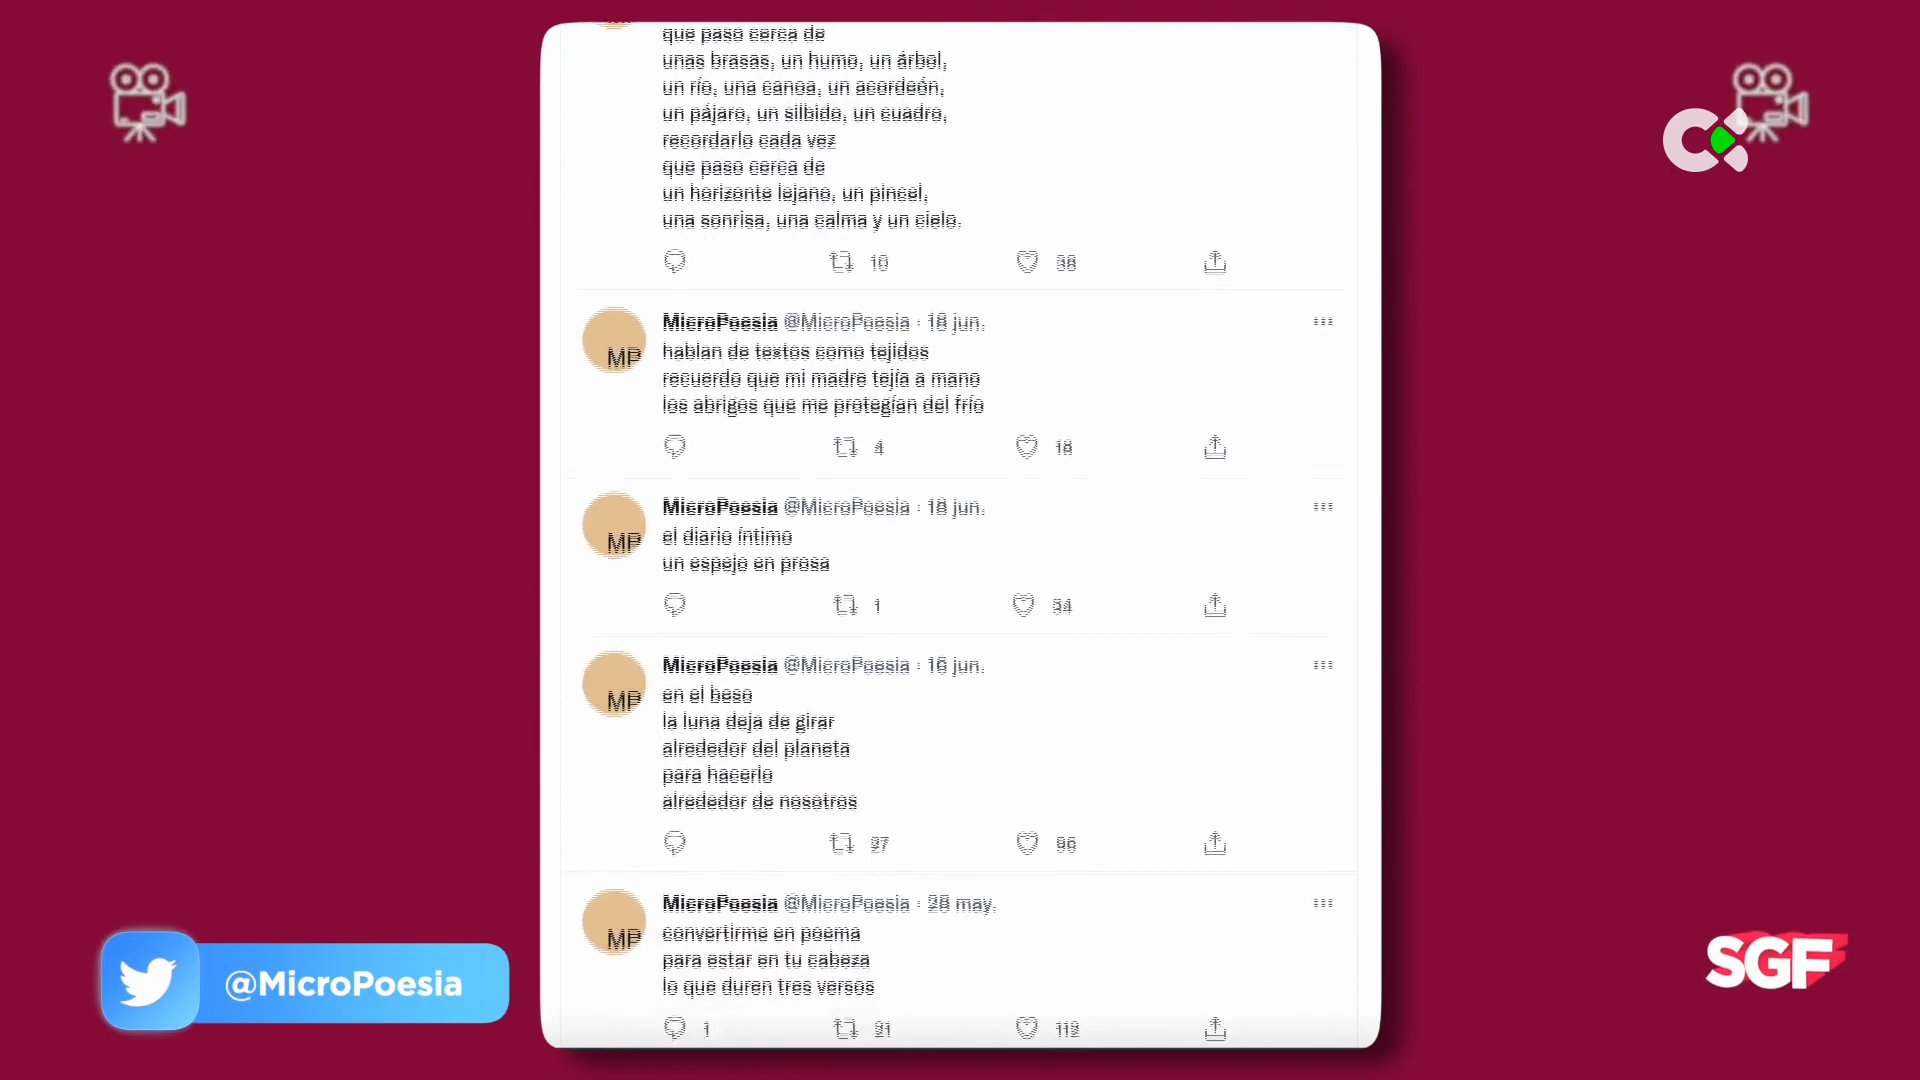 que paso cerca de
unas brasas, un humo, un árbol,
un río, una canoa, un acordeón,
un pájaro, un silbido, un cuadro,
recordarlo cada vez
que paso cerca de
un horizonte lejano, un pincel,
una sonrisa, una calma y un cielo.
10 38
MicroPoesia @MicroPoesia · 18 jun.
MP
hablan de textos como tejidos
recuerdo que mi madre tejía a mano
los abrigos que me protegían del frío
4 18
MicroPoesia @MicroPoesia · 18 jun.
MP
el diario íntimo
un espejo en prosa
1 34
MicroPoesia @MicroPoesia · 16 jun.
MP
en el beso
la luna deja de girar
alrededor del planeta
para hacerlo
alrededor de nosotros
27 96
MicroPoesia @MicroPoesia · 28 may.
MP
convertirme en poema
para estar en tu cabeza
lo que duren tres versos
1 21 112
@MicroPoesia
SGF